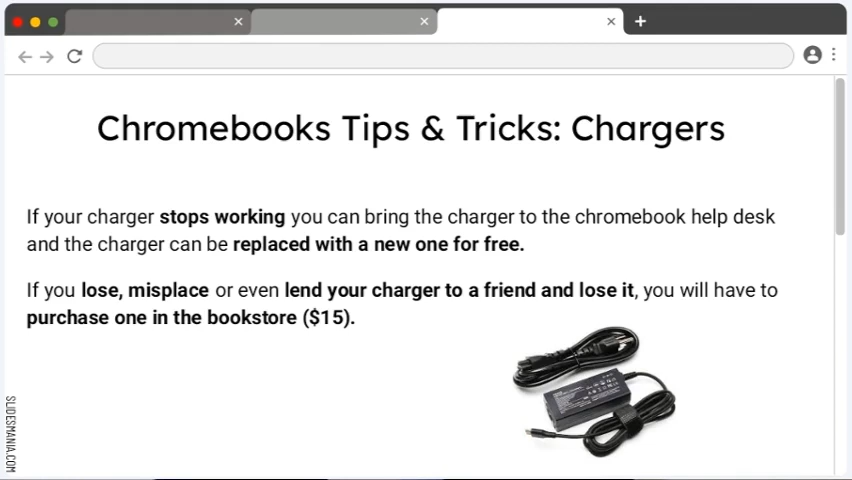 Chromebooks Tips & Tricks: Chargers
If your charger stops working you can bring the charger to the chromebook help desk
and the charger can be replaced with a new one for free.
If you lose, misplace or even lend your charger to a friend and lose it, you will have to
purchase one in the bookstore ($15).
SLIDESMANIA.COM